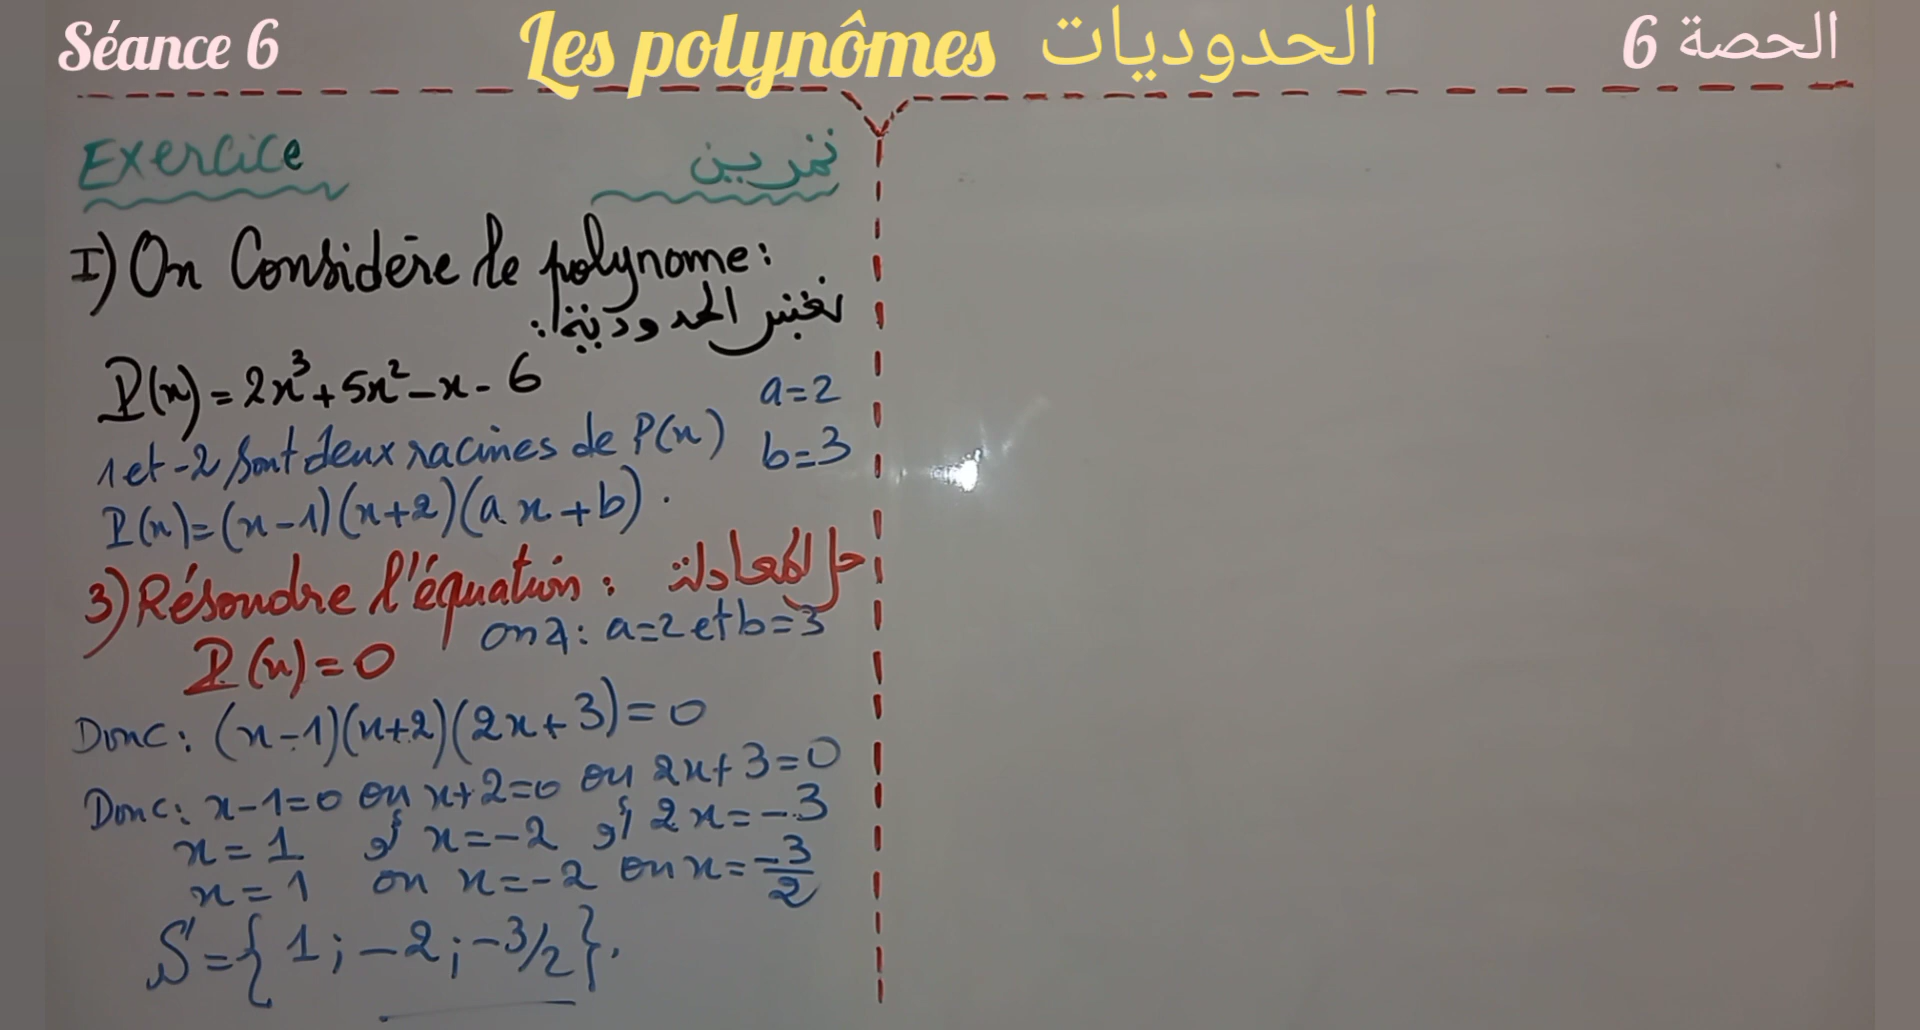 Séance 6 Les polynômes الحدوديات الحصة 6
Exercice تمرين
I) On Considère le polynome:
نعتبر الحدودية:
P(x) = 2x³ + 5x² - x - 6
a = 2
1 et -2 sont deux racines de P(x)
b = 3
P(x) = (x - 1)(x + 2)(a x + b).
3) Résoudre l'équation: حل المعادلة
P(x) = 0 on a: a = 2 et b = 3
Donc: (x - 1)(x + 2)(2x + 3) = 0
Donc: x - 1 = 0 ou x + 2 = 0 ou 2x + 3 = 0
x = 1 أو x = -2 أو 2x = -3
x = 1 ou x = -2 ou x = -3/2
S = { 1 ; -2 ; -3/2 }.